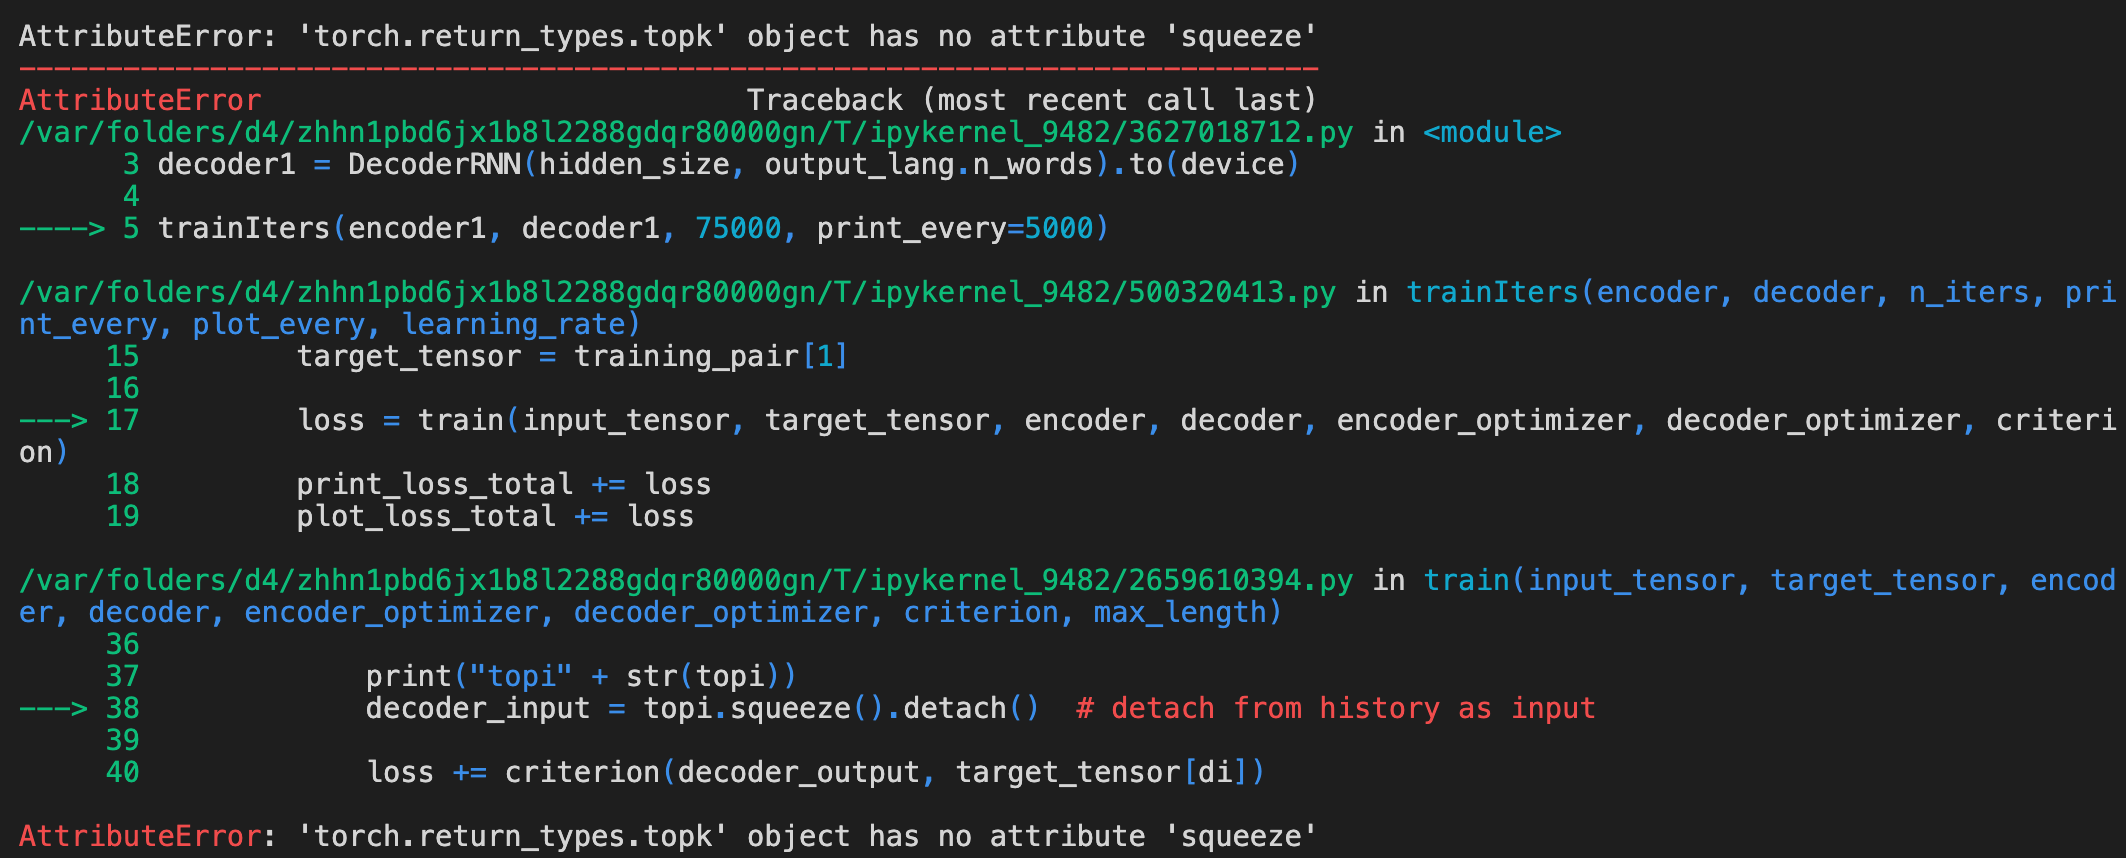 AttributeError: 'torch.return_types.topk' object has no attribute 'squeeze'
---------------------------------------------------------------------------
AttributeError                            Traceback (most recent call last)
/var/folders/d4/zhhn1pbd6jx1b8l2288gdqr80000gn/T/ipykernel_9482/3627018712.py in <module>
      3 decoder1 = DecoderRNN(hidden_size, output_lang.n_words).to(device)
      4
----> 5 trainIters(encoder1, decoder1, 75000, print_every=5000)

/var/folders/d4/zhhn1pbd6jx1b8l2288gdqr80000gn/T/ipykernel_9482/500320413.py in trainIters(encoder, decoder, n_iters, pri
nt_every, plot_every, learning_rate)
     15         target_tensor = training_pair[1]
     16
---> 17         loss = train(input_tensor, target_tensor, encoder, decoder, encoder_optimizer, decoder_optimizer, criteri
on)
     18         print_loss_total += loss
     19         plot_loss_total += loss

/var/folders/d4/zhhn1pbd6jx1b8l2288gdqr80000gn/T/ipykernel_9482/2659610394.py in train(input_tensor, target_tensor, encod
er, decoder, encoder_optimizer, decoder_optimizer, criterion, max_length)
     36
     37             print("topi" + str(topi))
---> 38             decoder_input = topi.squeeze().detach()  # detach from history as input
     39
     40             loss += criterion(decoder_output, target_tensor[di])

AttributeError: 'torch.return_types.topk' object has no attribute 'squeeze'